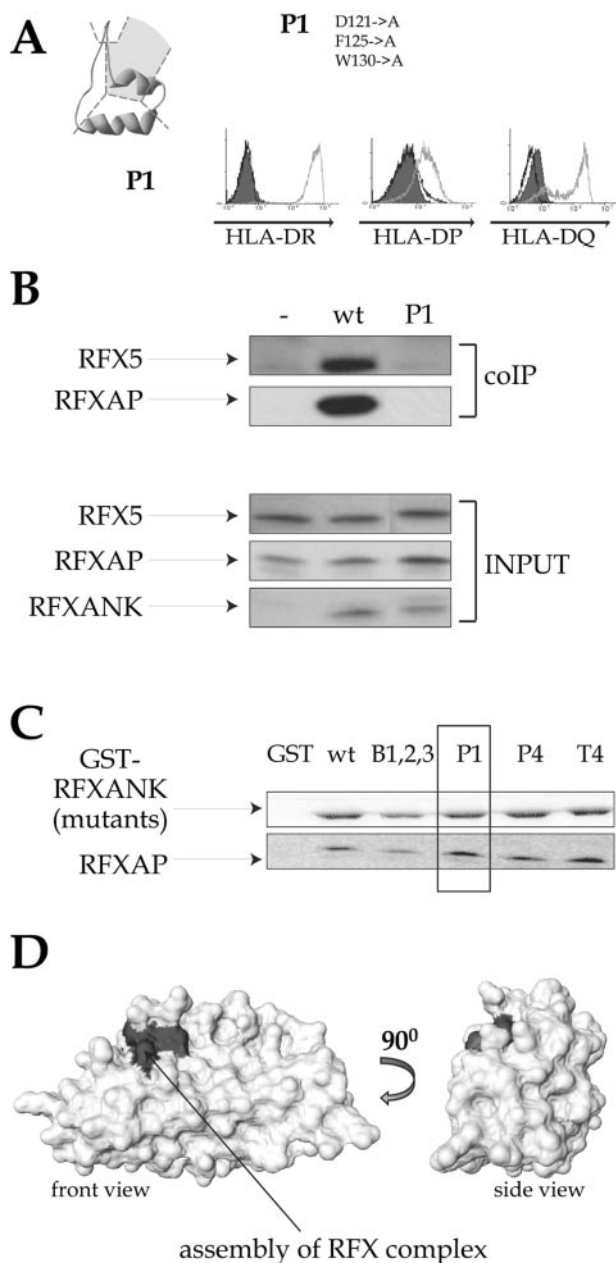 A
P1
D121->A
F125->A
W130->A
P1
HLA-DR
HLA-DP
HLA-DQ
B
- wt P1
RFX5
RFXAP
coIP
RFX5
RFXAP
RFXANK
INPUT
C
GST wt B1,2,3 P1 P4 T4
GST-
RFXANK
(mutants)
RFXAP
D
90⁰
front view
side view
assembly of RFX complex